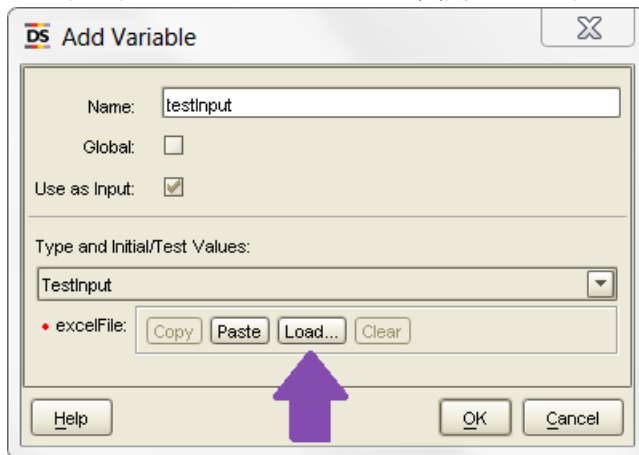 DS Add Variable
Name: testInput
Global:
Use as Input:
Type and Initial/Test Values:
TestInput
excelFile: Copy Paste Load... Clear
Help OK Cancel